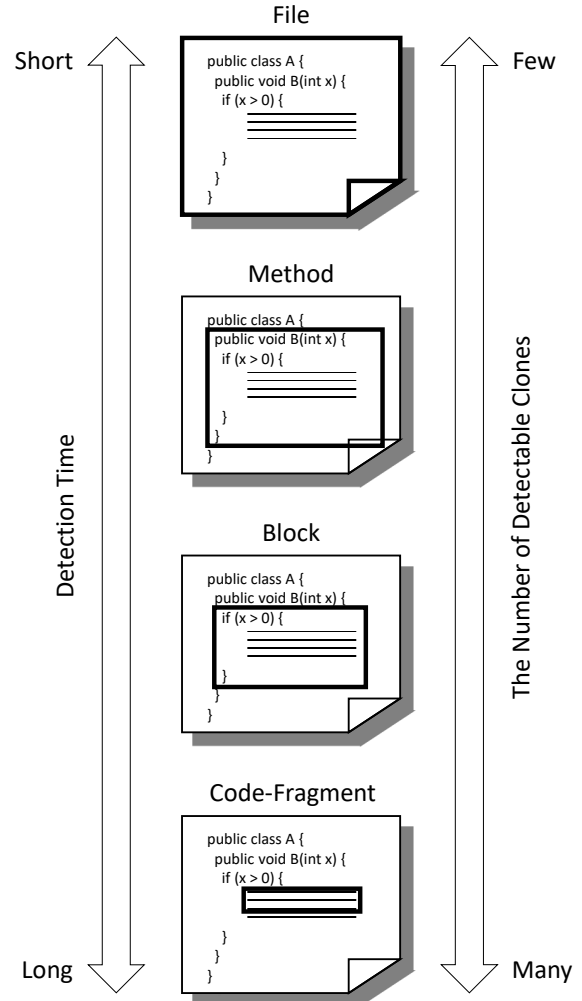 File
Short
Few
public class A {
public void B(int x) {
if (x > 0) {
}
}
}
Method
public class A {
public void B(int x) {
if (x > 0) {
}
}
}
Detection Time
The Number of Detectable Clones
Block
public class A {
public void B(int x) {
if (x > 0) {
}
}
}
Code-Fragment
public class A {
public void B(int x) {
if (x > 0) {
}
}
}
Long
Many